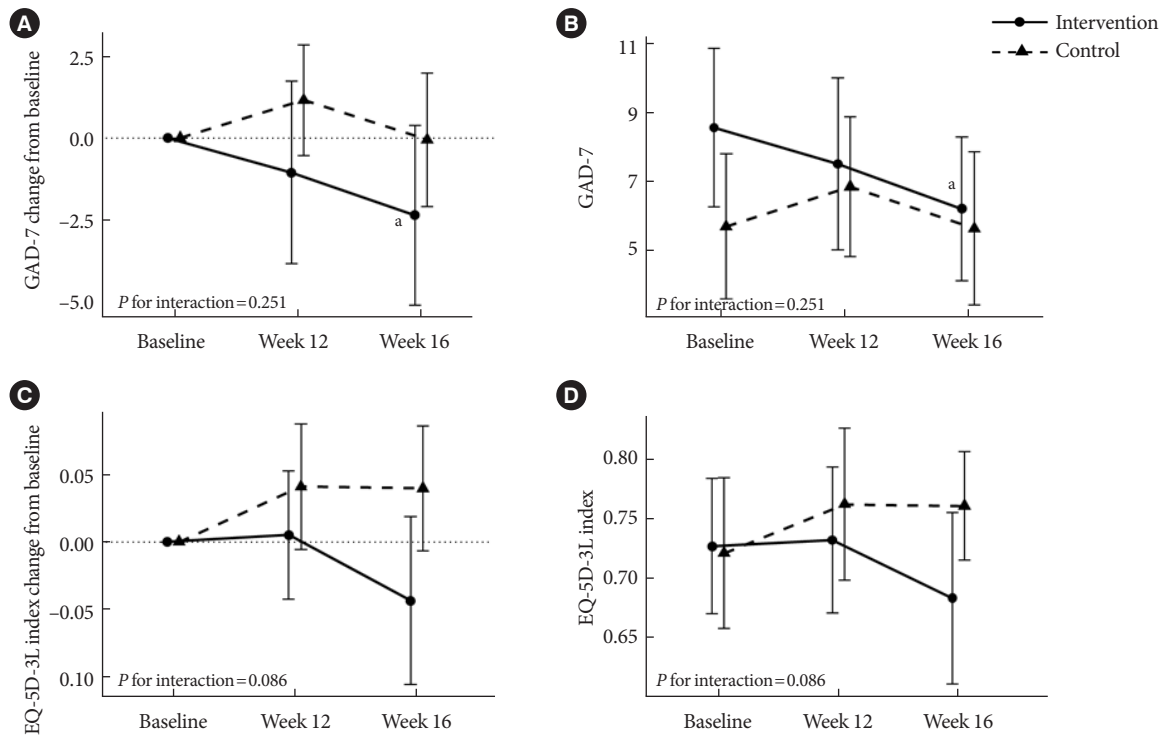 A
GAD-7 change from baseline
2.5
0.0
–2.5
–5.0
a
P for interaction=0.251
Baseline
Week 12
Week 16
B
GAD-7
11
9
7
5
a
P for interaction=0.251
Baseline
Week 12
Week 16
Intervention
Control
C
EQ-5D-3L index change from baseline
0.05
0.00
–0.05
0.10
P for interaction=0.086
Baseline
Week 12
Week 16
D
EQ-5D-3L index
0.80
0.75
0.70
0.65
P for interaction=0.086
Baseline
Week 12
Week 16